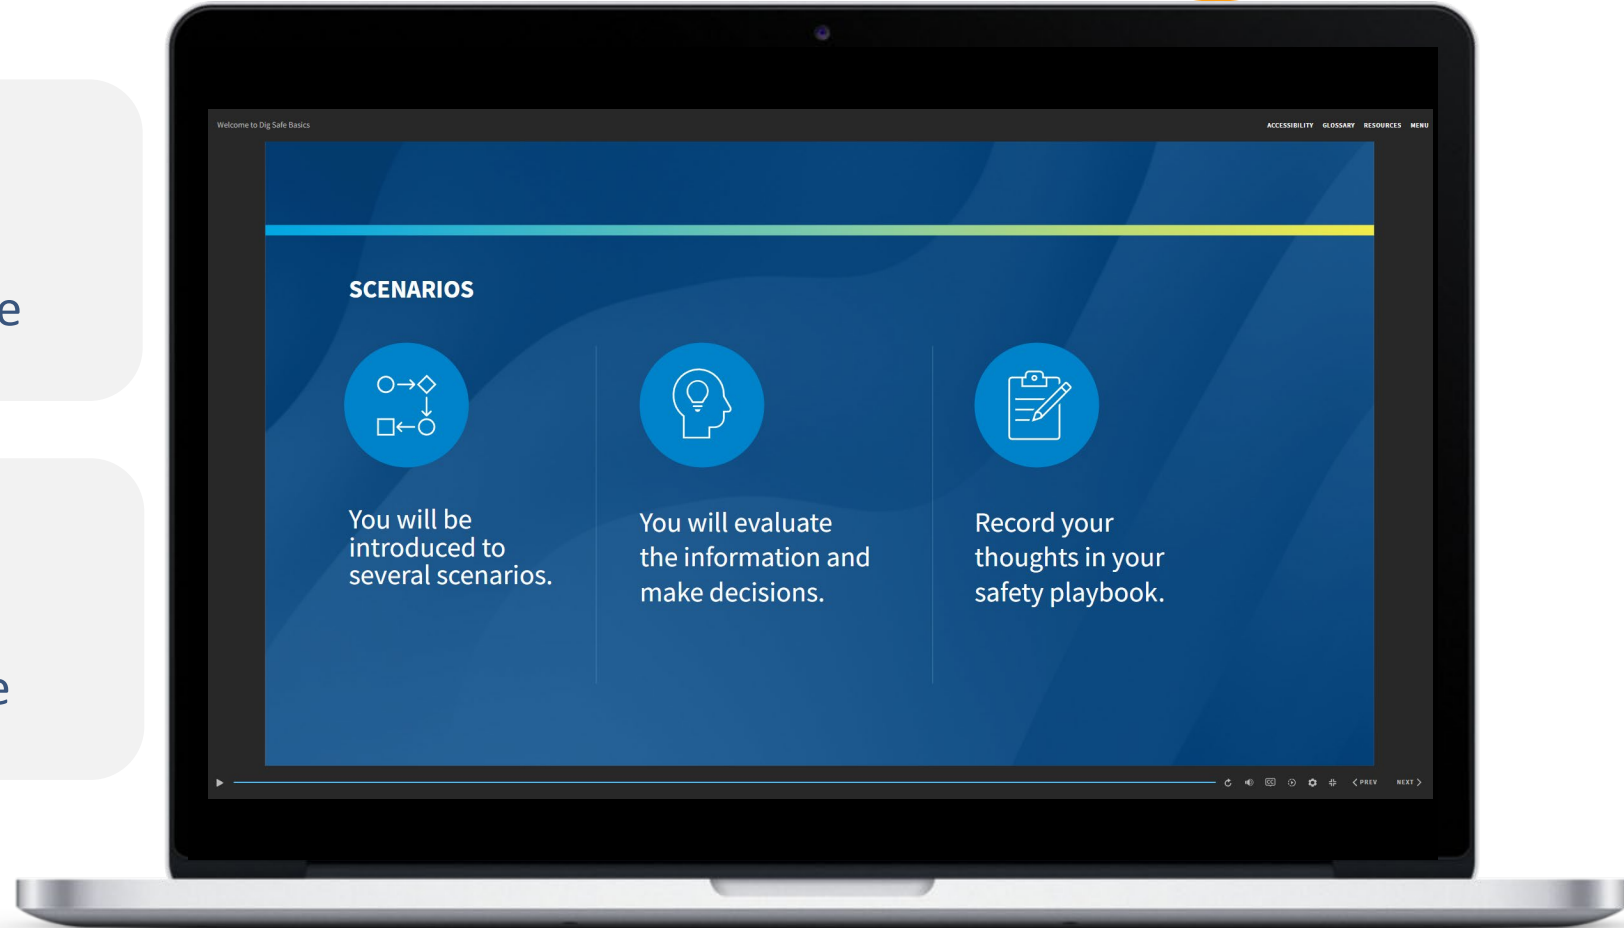 Welcome to Dig Safe Basics
ACCESSIBILITY GLOSSARY RESOURCES MENU
SCENARIOS
You will be
introduced to
several scenarios.
You will evaluate
the information and
make decisions.
Record your
thoughts in your
safety playbook.
e
e
CC
PREV NEXT